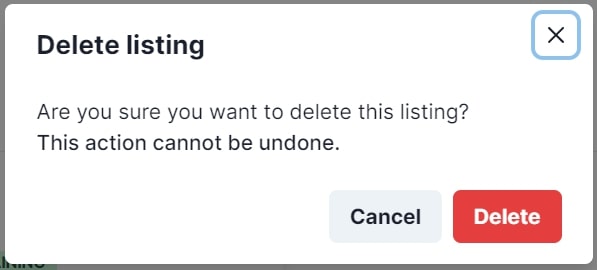 Delete listing
Are you sure you want to delete this listing?
This action cannot be undone.
Cancel
Delete